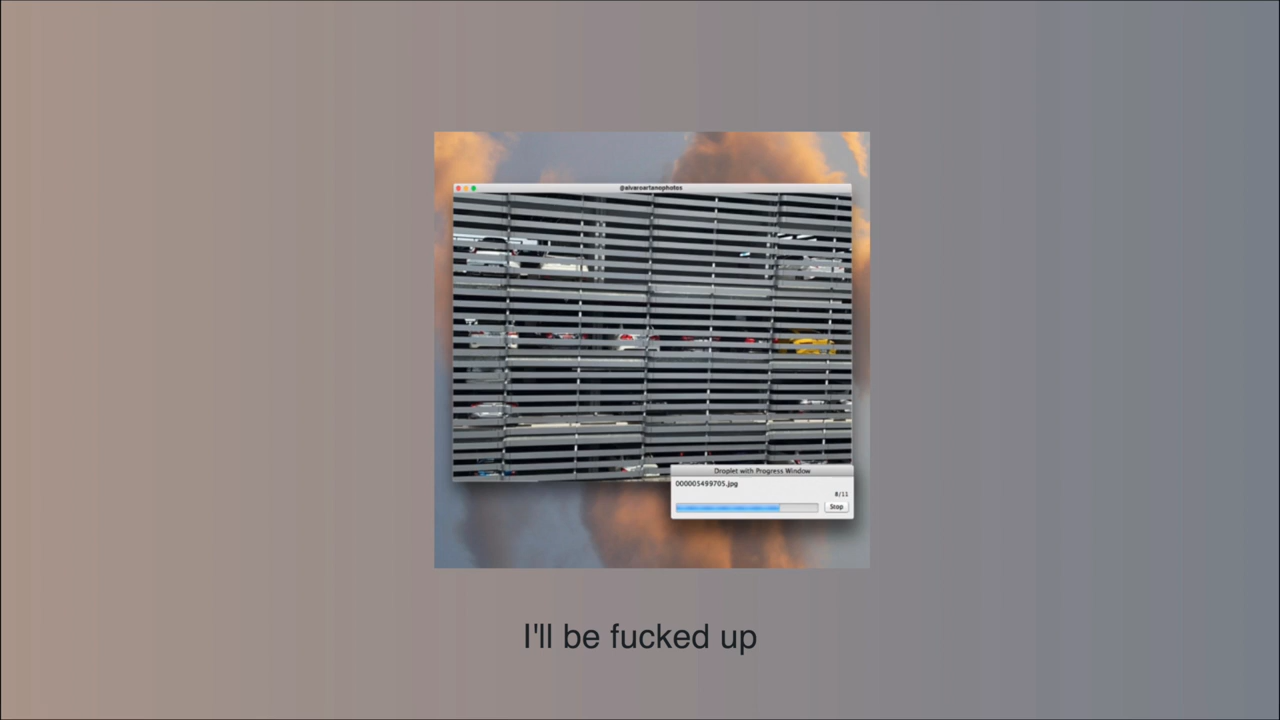 @alvaroartanophotos
Droplet with Progress Window
000005499705.jpg
8/11
Stop
I'll be fucked up